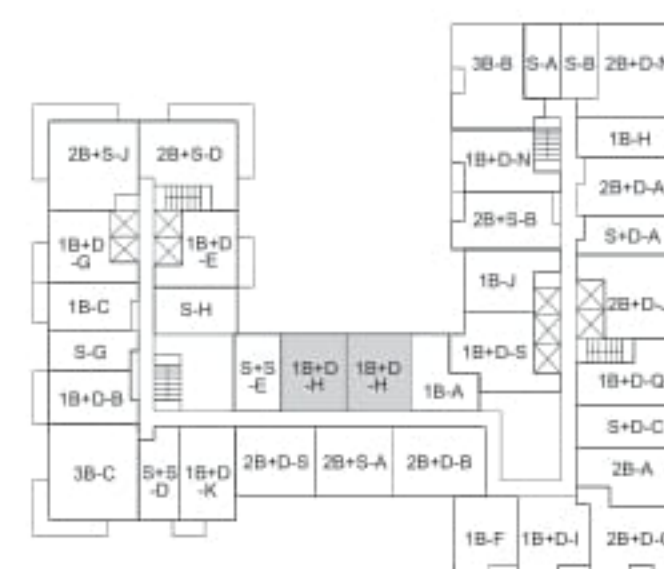 3B-B
S-A
S-B
1B-H
1B+D-N
2B+D-A
2B+S-B
S+D-A
2B+S-J
2B+S-D
1B+D
-G
1B+D
-E
1B-J
1B-C
S-H
S-G
1B+D-S
S+S
-E
1B+D
-H
1B+D
-H
1B-A
1B+D-Q
1B+D-B
S+D-C
3B-C
S+S
-D
1B+D
-K
2B+D-S
2B+S-A
2B+D-B
2B-A
1B-F
1B+D-I